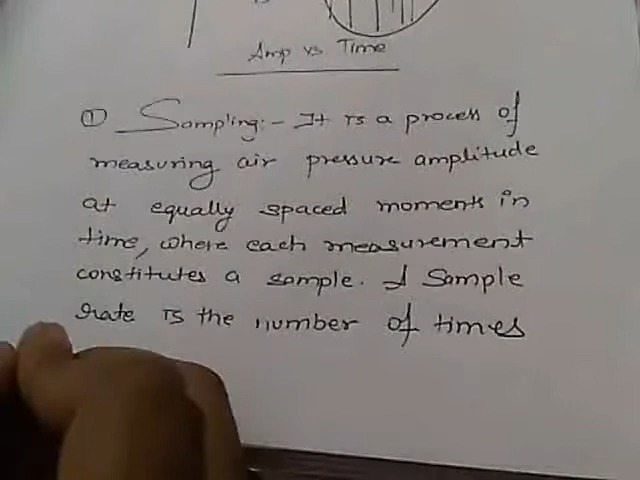 Amp vs Time
① Sampling:- It is a process of
measuring air pressure amplitude
at equally spaced moments in
time, where each measurement
constitutes a sample. A Sample
rate is the number of times